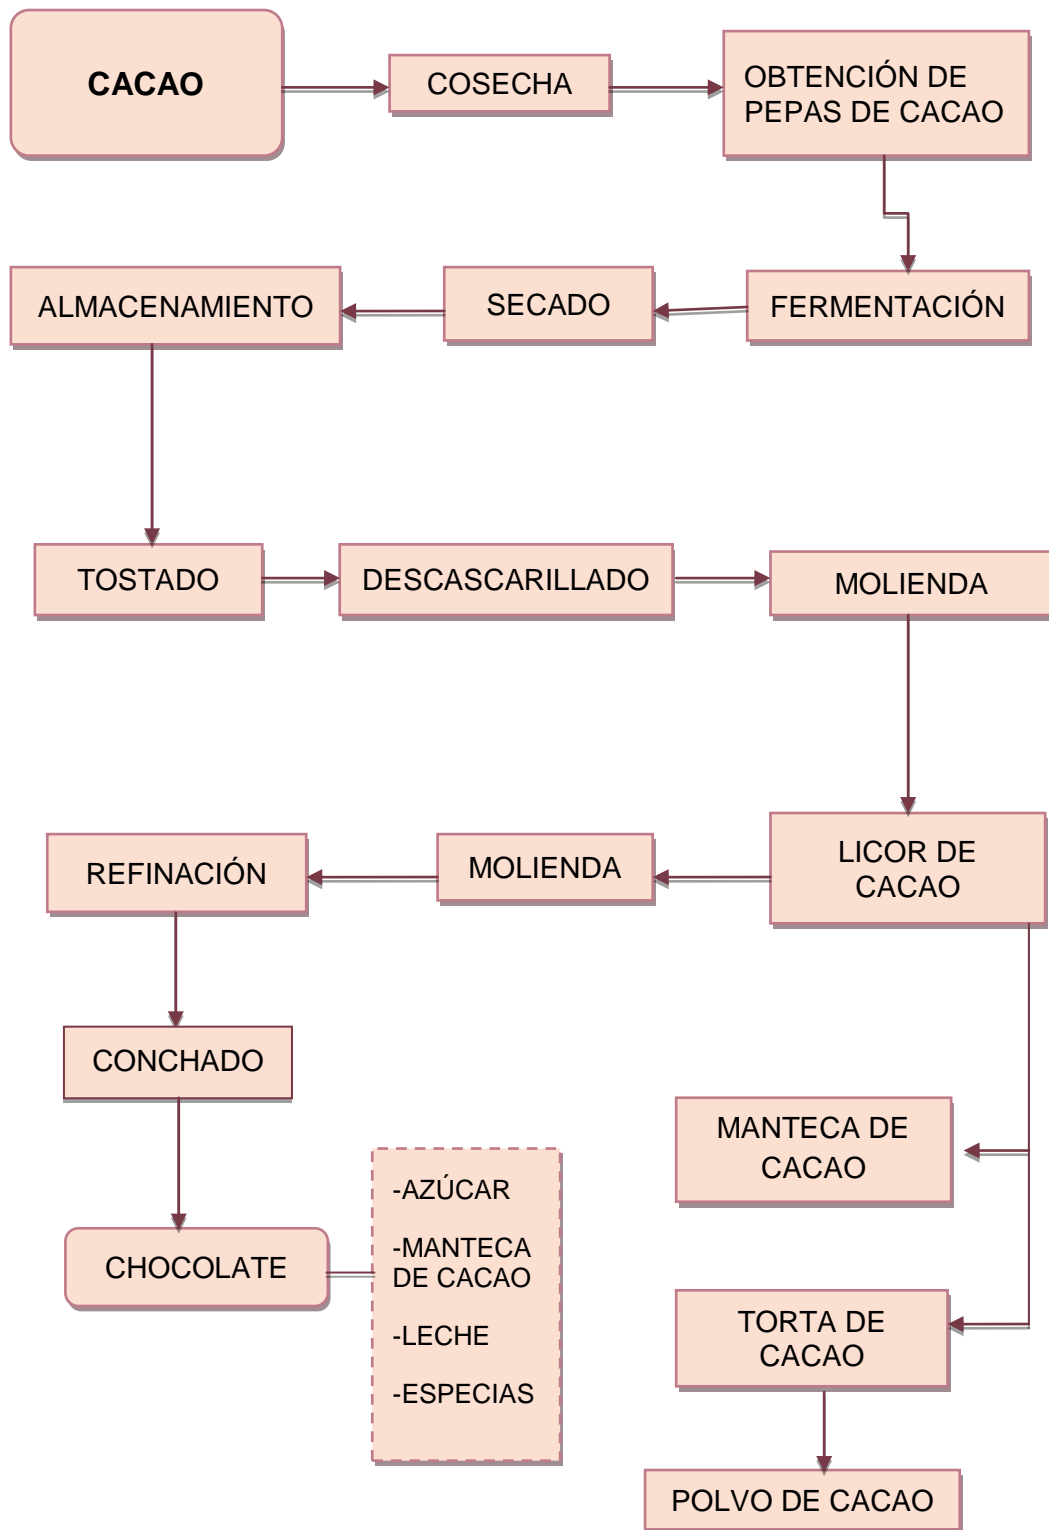 CACAO
COSECHA
OBTENCIÓN DE
PEPAS DE CACAO
ALMACENAMIENTO
SECADO
FERMENTACIÓN
TOSTADO
DESCASCARILLADO
MOLIENDA
REFINACIÓN
MOLIENDA
LICOR DE
CACAO
CONCHADO
MANTECA DE
CACAO
CHOCOLATE
-AZÚCAR
-MANTECA
DE CACAO
-LECHE
-ESPECIAS
TORTA DE
CACAO
POLVO DE CACAO